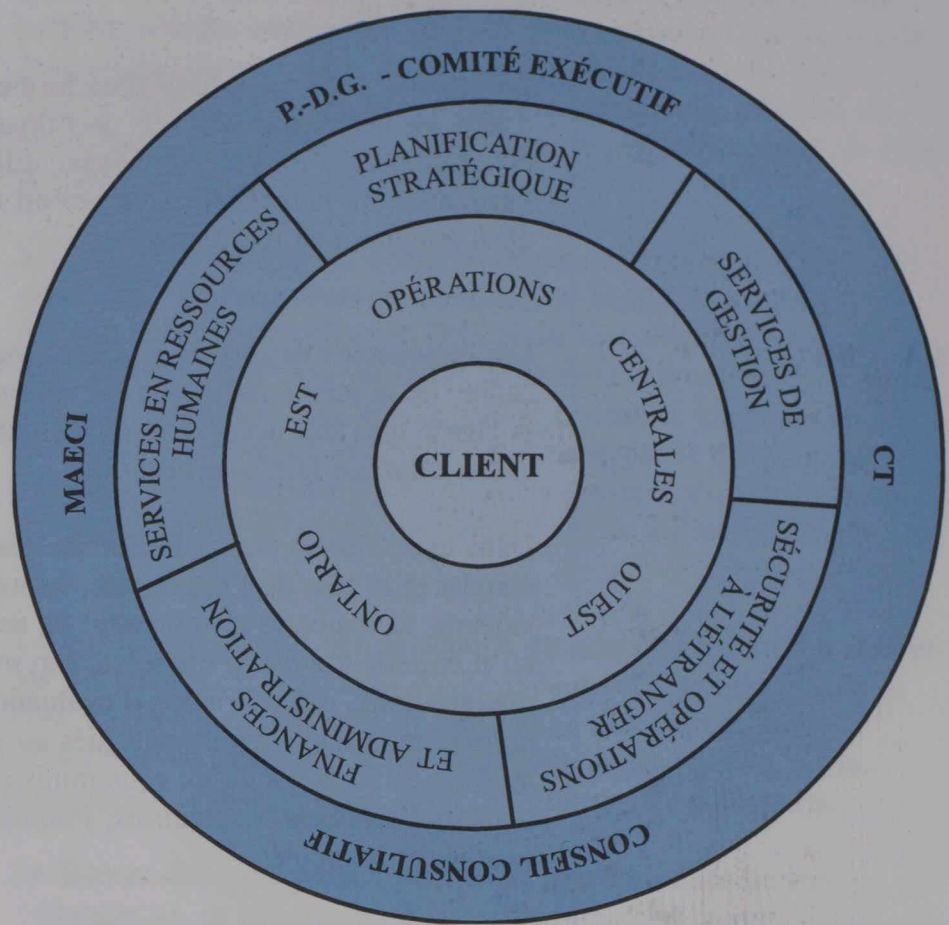 P.-D.G. - COMITÉ EXÉCUTIF
PLANIFICATION
STRATÉGIQUE
SERVICES EN RESSOURCES
HUMAINES
SERVICES DE
GESTION
OPÉRATIONS
EST
CENTRALES
MAECI
CLIENT
CT
ONTARIO
OUEST
FINANCES
ET ADMINISTRATION
SÉCURITÉ ET OPÉRATIONS
À L'ÉTRANGER
CONSEIL CONSULTATIF